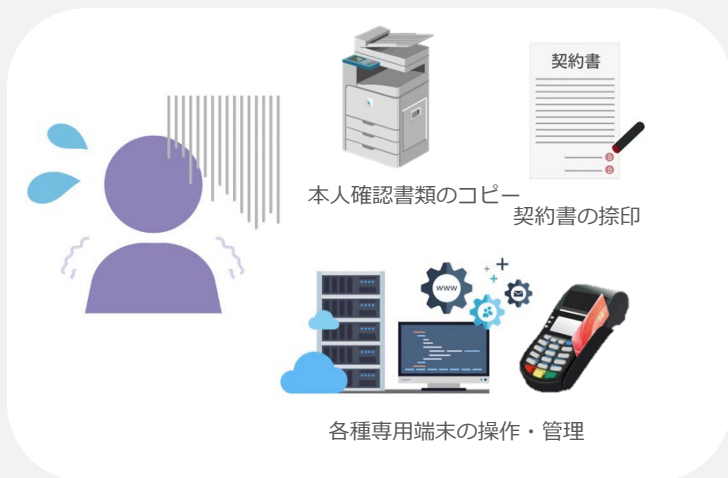 契約書
本人確認書類のコピー
契約書の捺印
www
各種専用端末の操作・管理